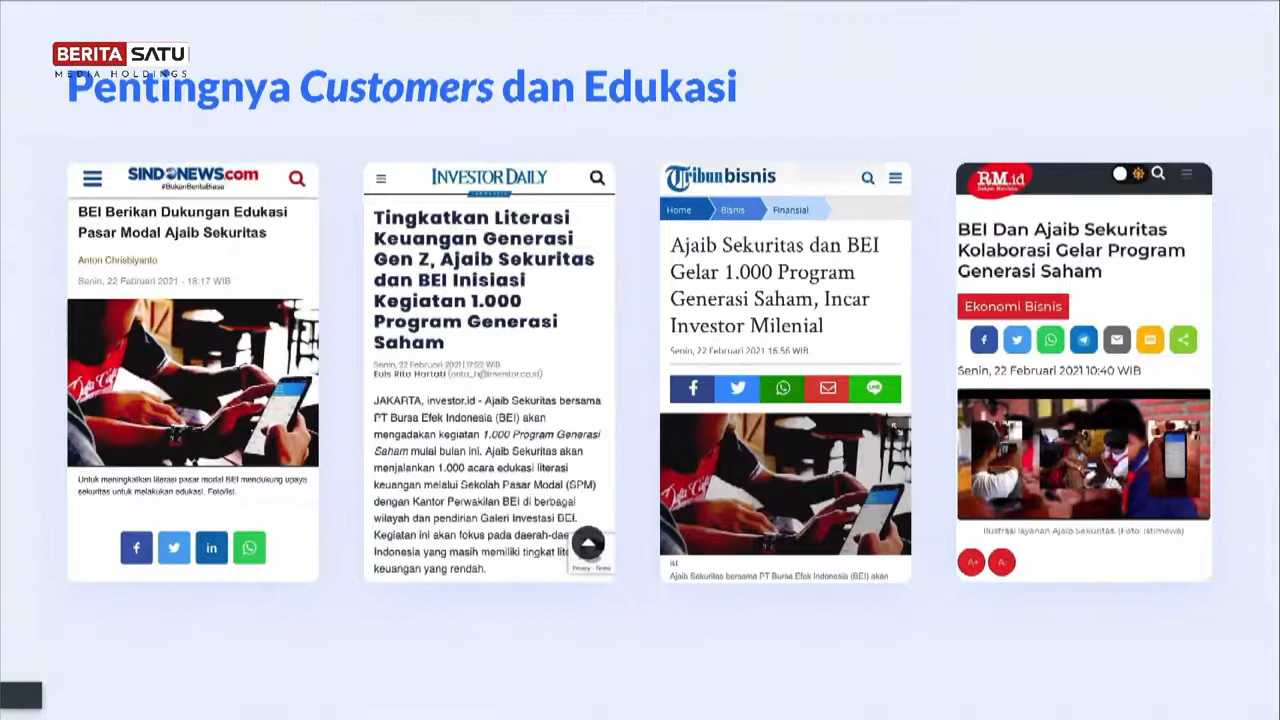 BERITA SATU
MEDIA HOLDINGS
Pentingnya Customers dan Edukasi
SINDONEWS.com
#BukanBeritaBiasa
BEI Berikan Dukungan Edukasi
Pasar Modal Ajaib Sekuritas
Anton Chrisbiyanto
Senin, 22 Februari 2021 - 18:17 WIB
Untuk meningkatkan literasi pasar modal BEI mendukung upaya
sekuritas untuk melakukan edukasi. Foto/Ist.
INVESTOR DAILY
Tingkatkan Literasi
Keuangan Generasi
Gen Z, Ajaib Sekuritas
dan BEI Inisiasi
Kegiatan 1.000
Program Generasi
Saham
Senin, 22 Februari 2021 | 17:22 WIB
Euis Rita Hartati
JAKARTA, investor.id - Ajaib Sekuritas bersama
PT Bursa Efek Indonesia (BEI) akan
mengadakan kegiatan 1.000 Program Generasi
Saham mulai bulan ini. Ajaib Sekuritas akan
menjalankan 1.000 acara edukasi literasi
keuangan melalui Sekolah Pasar Modal (SPM)
dengan Kantor Perwakilan BEI di berbagai
wilayah dan pendirian Galeri Investasi BEI.
Kegiatan ini akan fokus pada daerah-dae
Indonesia yang masih memiliki tingkat lite
keuangan yang rendah.
Privacy - Terms
Tribunbisnis
Home
Bisnis
Finansial
Ajaib Sekuritas dan BEI
Gelar 1.000 Program
Generasi Saham, Incar
Investor Milenial
Senin, 22 Februari 2021 16:56 WIB
ist
Ajaib Sekuritas bersama PT Bursa Efek Indonesia (BEI) akan
RM.id
Rakyat Merdeka
BEI Dan Ajaib Sekuritas
Kolaborasi Gelar Program
Generasi Saham
Ekonomi Bisnis
Senin, 22 Februari 2021 10:40 WIB
Ilustrasi layanan Ajaib Sekuritas. (Foto: Istimewa)
A+
A-